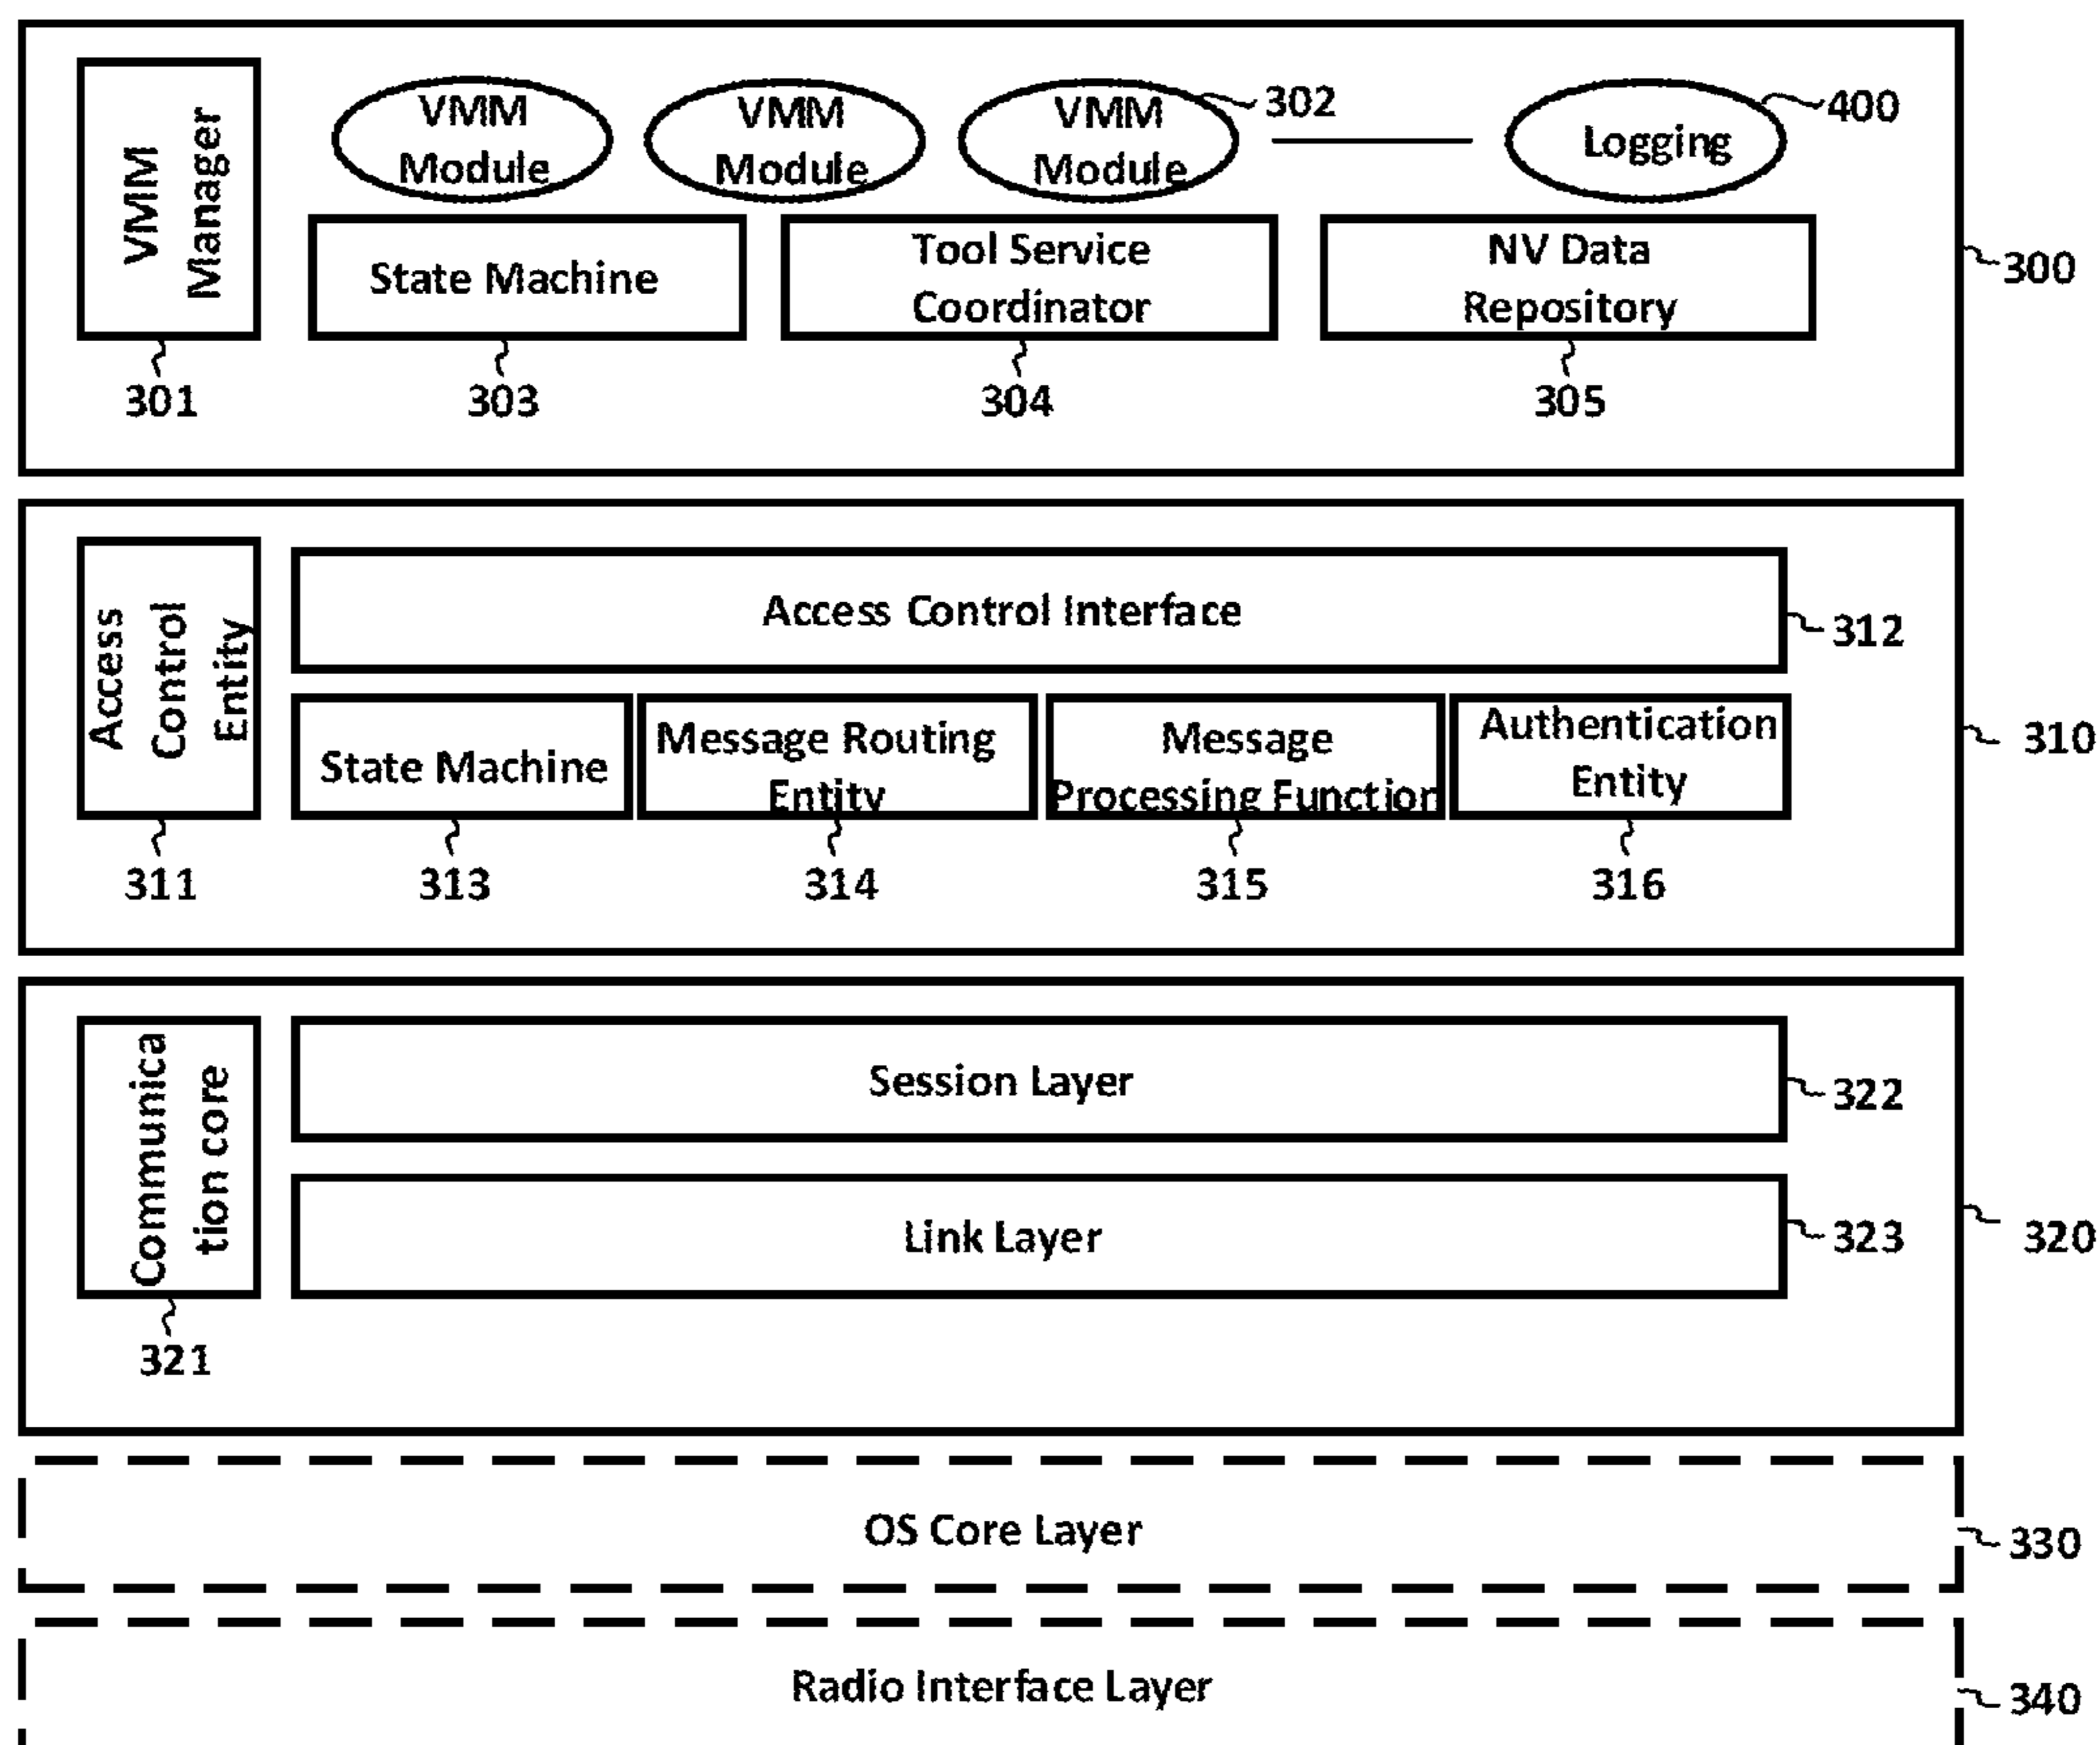 VMM
Manager
VMM
Module
VMM
Module
VMM
Module
302
Logging
400
State Machine
Tool Service
Coordinator
NV Data
Repository
300
301
303
304
305
Access
Control
Entity
Access Control Interface
312
State Machine
Message Routing
Entity
Message
Processing Function
Authentication
Entity
310
311
313
314
315
316
Communica
tion core
Session Layer
322
Link Layer
323
320
321
OS Core Layer
330
Radio Interface Layer
340